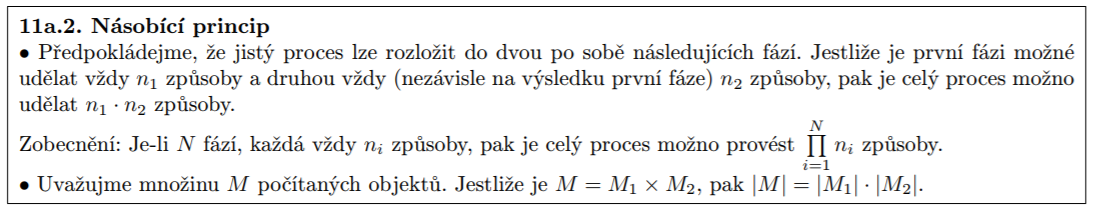 11a.2. Násobící princip
• Předpokládejme, že jistý proces lze rozložit do dvou po sobě následujících fází. Jestliže je první fázi možné
udělat vždy n₁ způsoby a druhou vždy (nezávisle na výsledku první fáze) n₂ způsoby, pak je celý proces možno
udělat n₁ · n₂ způsoby.
Zobecnění: Je-li N fází, každá vždy nᵢ způsoby, pak je celý proces možno provést ∏_{i=1}^{N} nᵢ způsoby.
• Uvažujme množinu M počítaných objektů. Jestliže je M = M₁ × M₂, pak |M| = |M₁| · |M₂|.